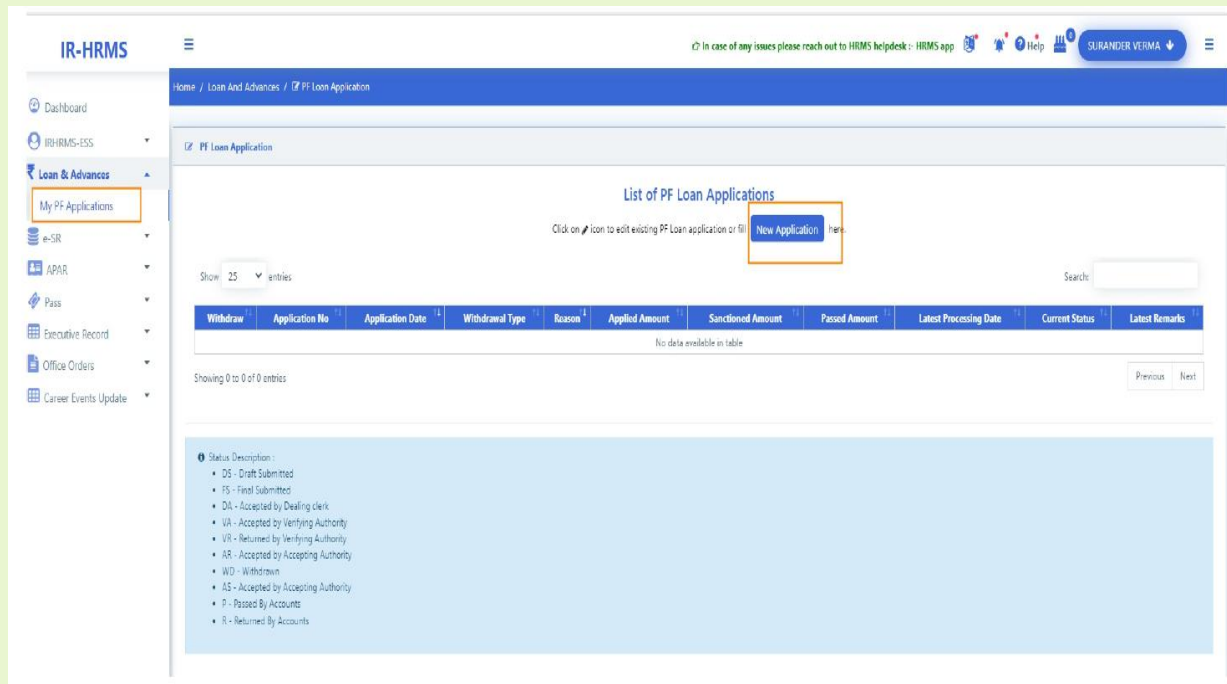 IR-HRMS
In case of any issues please reach out to HRMS helpdesk :- HRMS app
Help
0
SURANDER VERMA
Home / Loan And Advances / PF Loan Application
Dashboard
IRHRMS-ESS
Loan & Advances
My PF Applications
e-SR
APAR
Pass
Executive Record
Office Orders
Career Events Update
PF Loan Application
List of PF Loan Applications
Click on icon to edit existing PF Loan application or fill New Application here.
Show 25 entries
Search:
Withdraw Application No Application Date Withdrawal Type Reason Applied Amount Sanctioned Amount Passed Amount Latest Processing Date Current Status Latest Remarks
No data available in table
Showing 0 to 0 of 0 entries
Previous Next
Status Description :
• DS - Draft Submitted
• FS - Final Submitted
• DA - Accepted by Dealing clerk
• VA - Accepted by Verifying Authority
• VR - Returned by Verifying Authority
• AR - Accepted by Accepting Authority
• WD - Withdrawn
• AS - Accepted by Accepting Authority
• P - Passed By Accounts
• R - Returned By Accounts